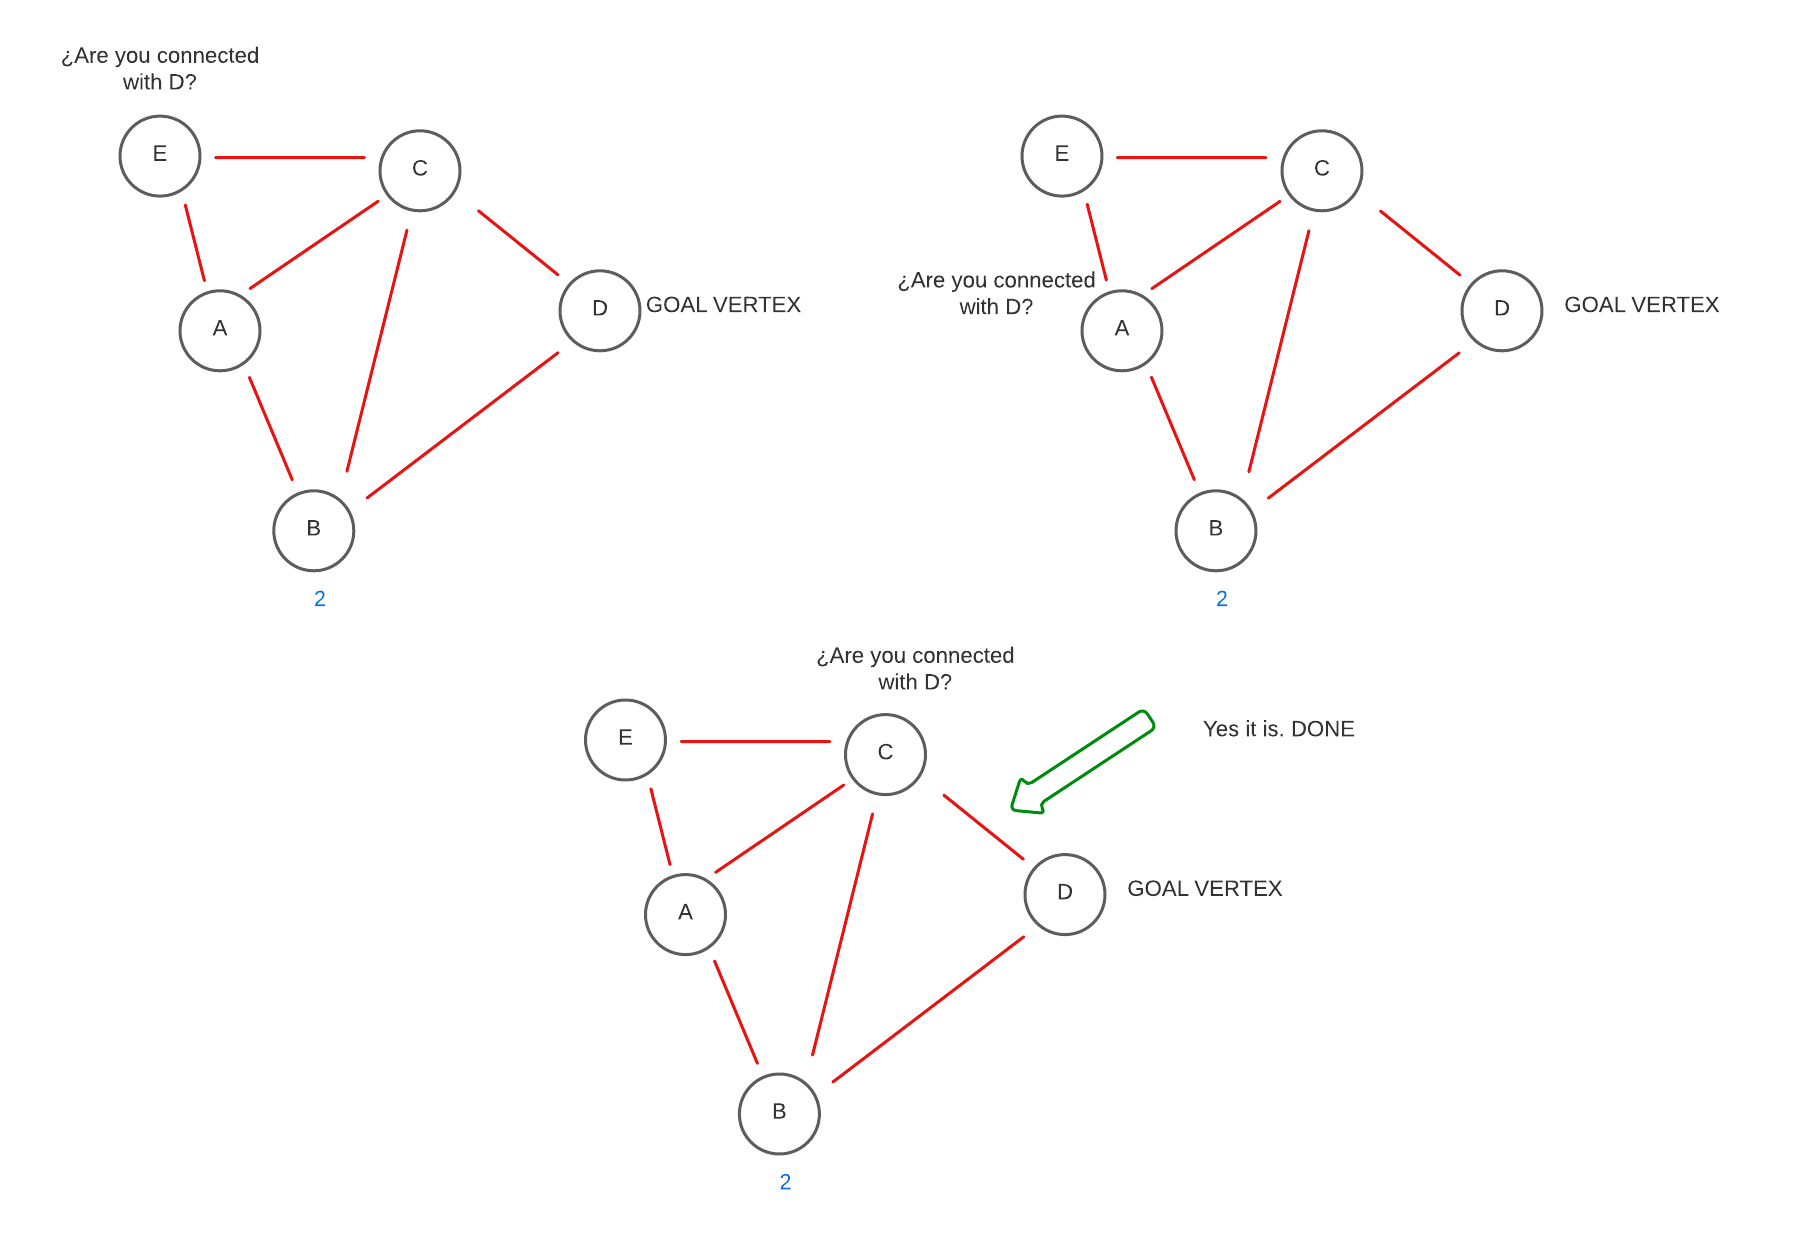 ¿Are you connected
with D?
E
C
A
D
GOAL VERTEX
B
2
E
C
¿Are you connected
with D?
A
D
GOAL VERTEX
B
2
¿Are you connected
with D?
Yes it is. DONE
E
C
A
D
GOAL VERTEX
B
2